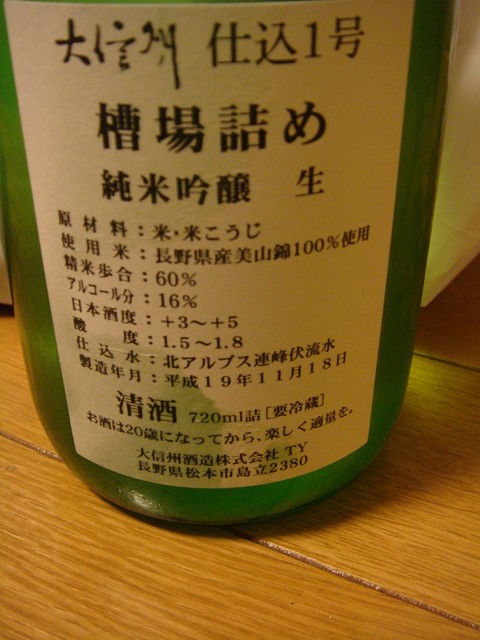 大信州 仕込1号
槽場詰め
純米吟醸 生
原材料：米・米こうじ
使用米：長野県産美山錦100%使用
精米歩合：60%
アルコール分：16%
日本酒度：+3～+5
酸度：1.5～1.8
仕込水：北アルプス連峰伏流水
製造年月：平成19年11月18日
清酒 720ml詰［要冷蔵］
お酒は20歳になってから、楽しく適量を。
大信州酒造株式会社 TY
長野県松本市島立2380